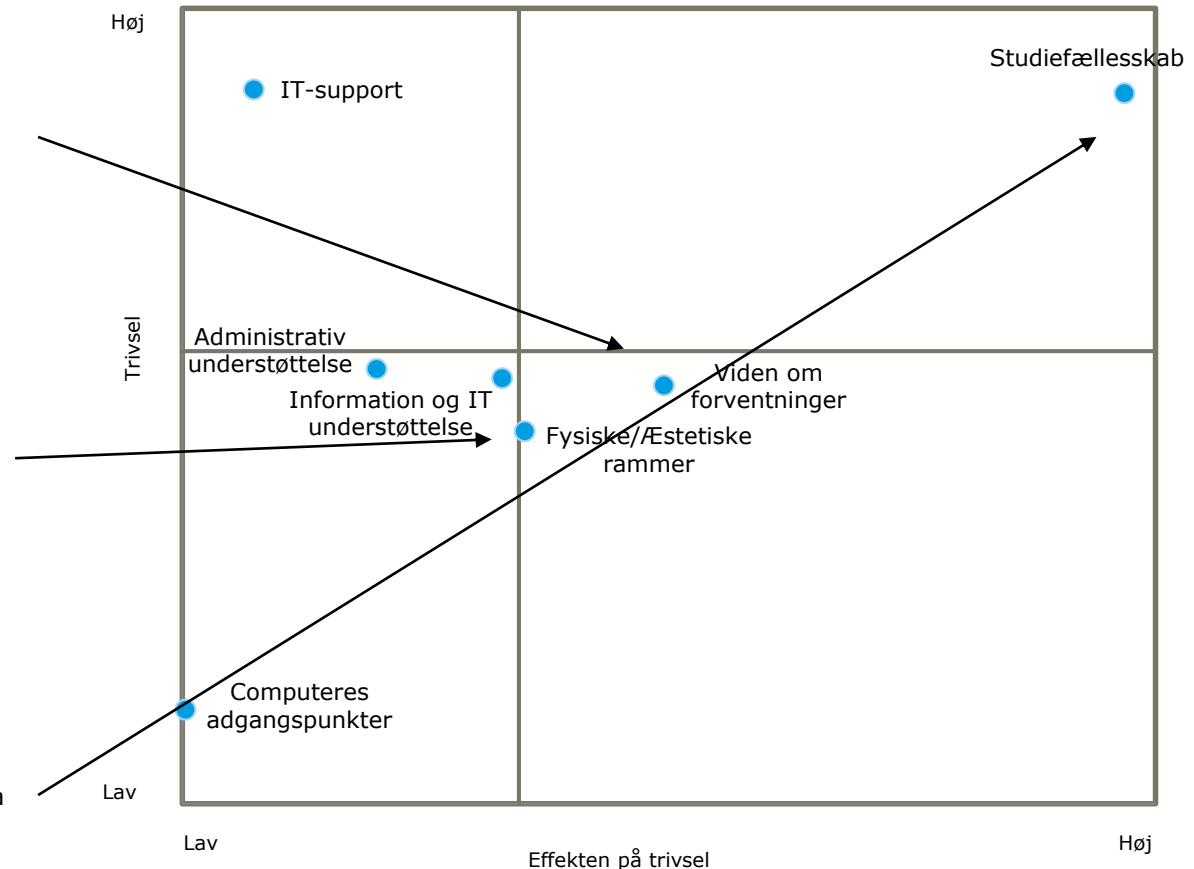 Høj
Studiefællesskab
IT-support
Trivsel
Administrativ
understøttelse
Information og IT
understøttelse
Viden om
forventninger
Fysiske/Æstetiske
rammer
Computeres
adgangspunkter
Lav
Lav
Høj
Effekten på trivsel